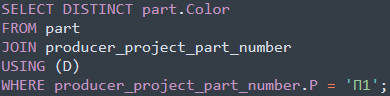 SELECT DISTINCT part.Color
FROM part
JOIN producer_project_part_number
USING (D)
WHERE producer_project_part_number.P = 'П1';